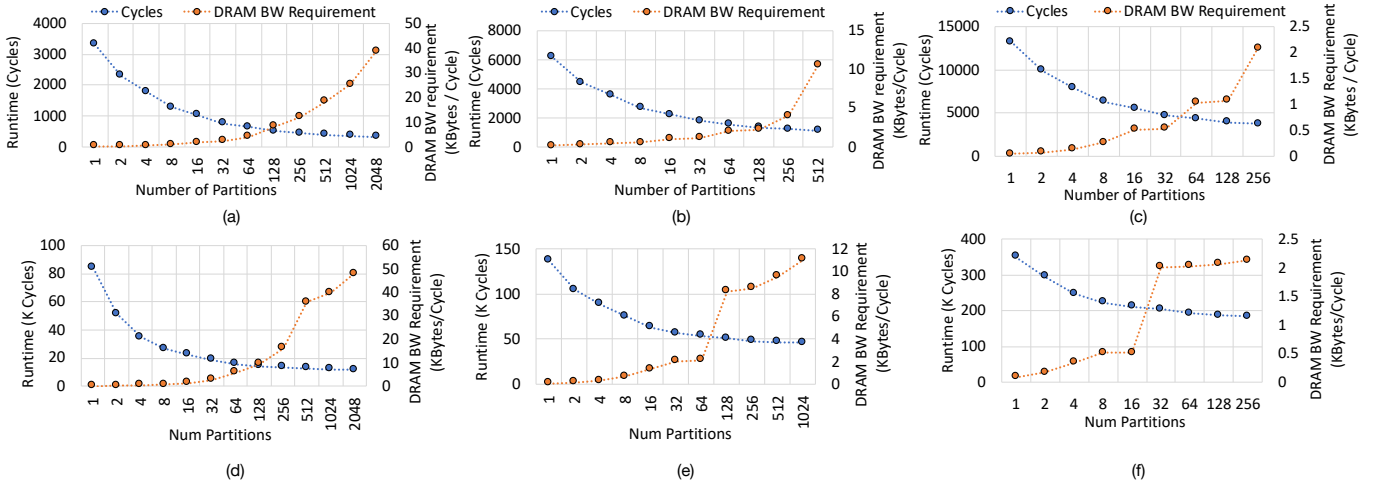 Cycles DRAM BW Requirement
Runtime (Cycles)
4000
3000
2000
1000
0
50
40
30
20
10
0
DRAM BW requirement
(KBytes / Cycle)
1 2 4 8 16 32 64 128 256 512 1024 2048
Number of Partitions
(a)
Cycles DRAM BW Requirement
Runtime (Cycles)
8000
6000
4000
2000
0
15
10
5
0
DRAM BW requirement
(KBytes/Cycle)
1 2 4 8 16 32 64 128 256 512
Number of Partitions
(b)
Cycles DRAM BW Requirement
Runtime (Cycles)
15000
10000
5000
0
2.5
2
1.5
1
0.5
0
DRAM BW Requirement
(KBytes / Cycle)
1 2 4 8 16 32 64 128 256
Number of Partitions
(c)
Runtime (K Cycles)
100
80
60
40
20
0
60
50
40
30
20
10
0
DRAM BW Requirement
(KBytes/Cycle)
1 2 4 8 16 32 64 128 256 512 1024 2048
Num Partitions
(d)
Runtime (K Cycles)
150
100
50
0
12
10
8
6
4
2
0
DRAM BW Requirement
(KBytes/Cycle)
1 2 4 8 16 32 64 128 256 512 1024
Num Partitions
(e)
Runtime (K Cycles)
400
300
200
100
0
2.5
2
1.5
1
0.5
0
DRAM BW Requirement
(KBytes/Cycle)
1 2 4 8 16 32 64 128 256
Num Partitions
(f)